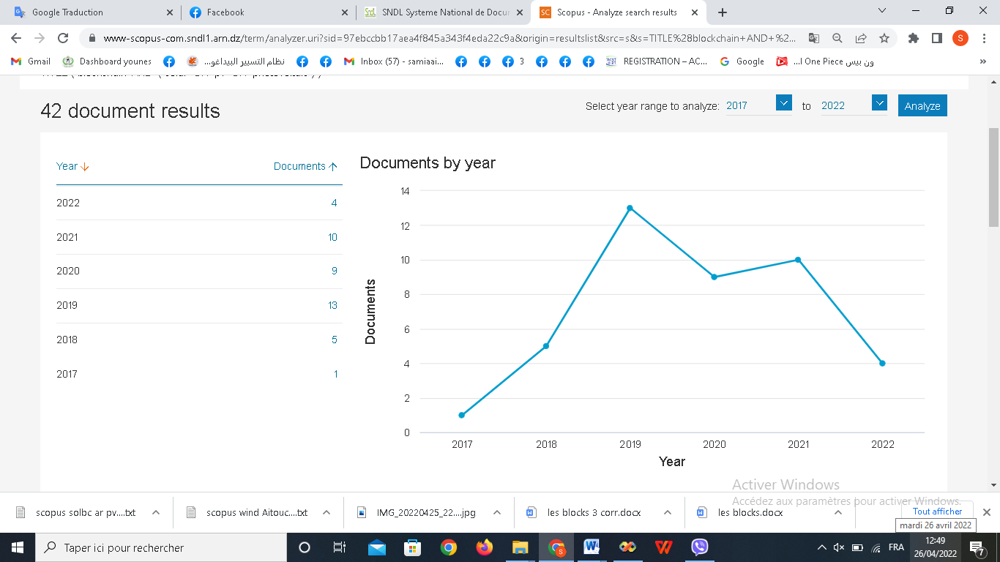 Google Traduction
Facebook
SNDL Systeme National de Docur
Scopus - Analyze search results
www-scopus-com.sndl1.arn.dz/term/analyzer.uri?sid=97ebccbb17aea4f845a343f4eda22c9a&origin=resultslist&src=s&s=TITLE%28blockchain+AND+%2...
Gmail
Dashboard younes
نظام التسيير البيداغو...
Inbox (57) - samiaai...
3
REGISTRATION – AC...
Google
ون بيس One Piece ا...
42 document results
Select year range to analyze: 2017 to 2022 Analyze
Year Documents
2022 4
2021 10
2020 9
2019 13
2018 5
2017 1
Documents by year
14
12
10
8
6
4
2
0
Documents
2017 2018 2019 2020 2021 2022
Year
Activer Windows
Accédez aux paramètres pour activer Windows.
scopus solbc ar pv....txt
scopus wind Aitouc....txt
IMG_20220425_22....jpg
les blocks 3 corr.docx
les blocks.docx
Tout afficher
mardi 26 avril 2022
Taper ici pour rechercher
FRA
12:49
26/04/2022
7